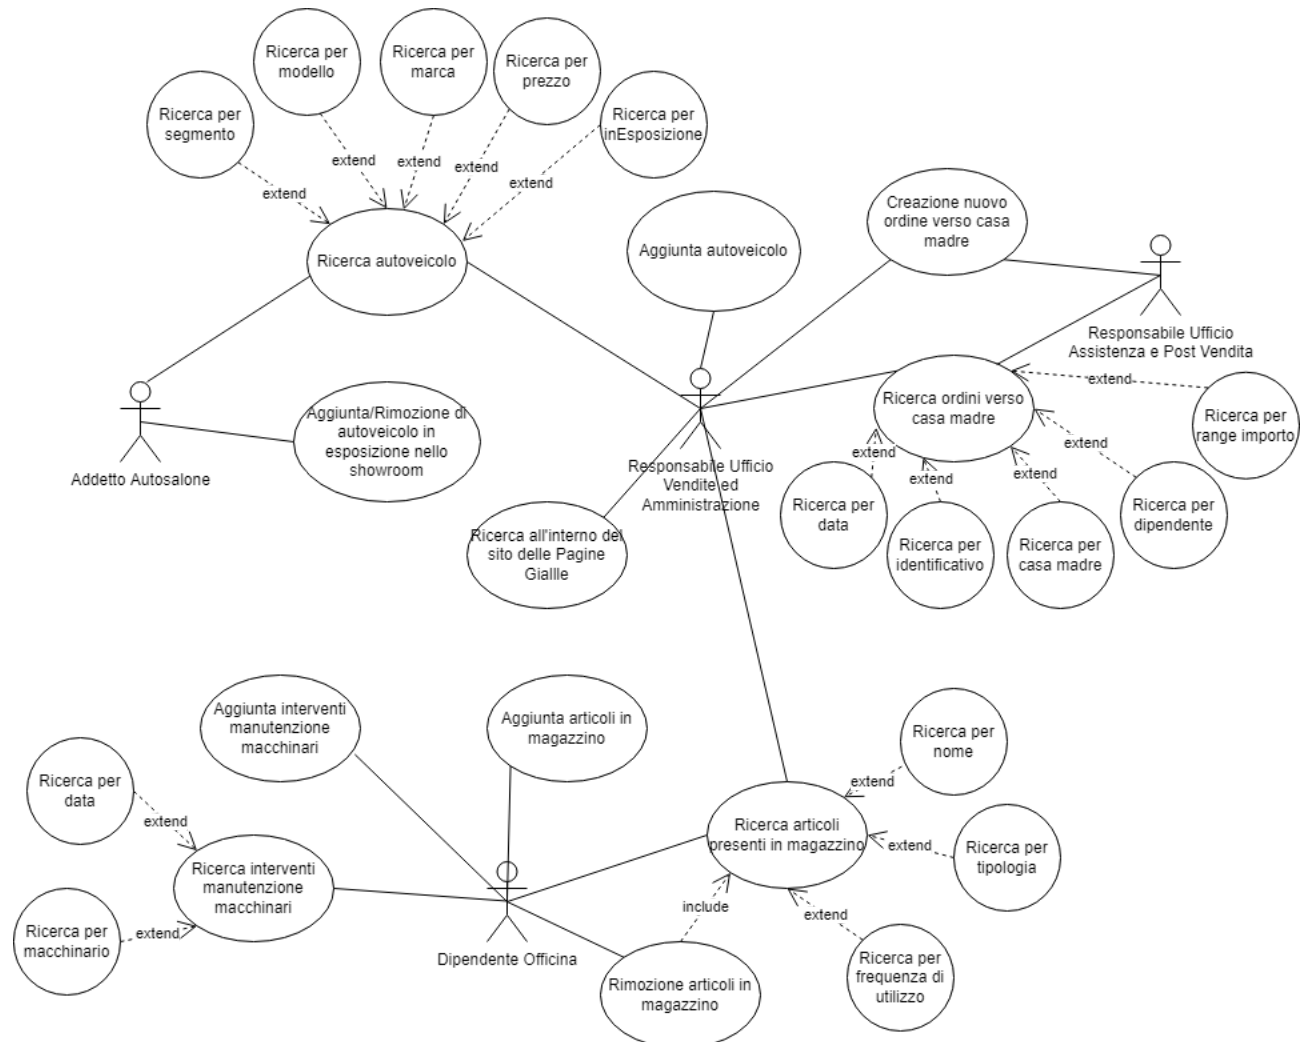 Ricerca per
modello
Ricerca per
marca
Ricerca per
prezzo
Ricerca per
segmento
Ricerca per
inEsposizione
extend
extend
extend
extend
extend
Ricerca autoveicolo
Aggiunta autoveicolo
Creazione nuovo
ordine verso casa
madre
Responsabile Ufficio
Assistenza e Post Vendita
Addetto Autosalone
Aggiunta/Rimozione di
autoveicolo in
esposizione nello
showroom
Responsabile Ufficio
Vendite ed
Amministrazione
Ricerca all'interno del
sito delle Pagine
Giallle
Ricerca ordini verso
casa madre
extend
Ricerca per
range importo
extend
extend
extend
extend
Ricerca per
data
Ricerca per
identificativo
Ricerca per
casa madre
Ricerca per
dipendente
Aggiunta interventi
manutenzione
macchinari
Aggiunta articoli in
magazzino
Ricerca per
data
extend
Ricerca interventi
manutenzione
macchinari
Ricerca per
macchinario
extend
Dipendente Officina
Ricerca articoli
presenti in magazzino
extend
Ricerca per
nome
extend
Ricerca per
tipologia
include
extend
Ricerca per
frequenza di
utilizzo
Rimozione articoli in
magazzino